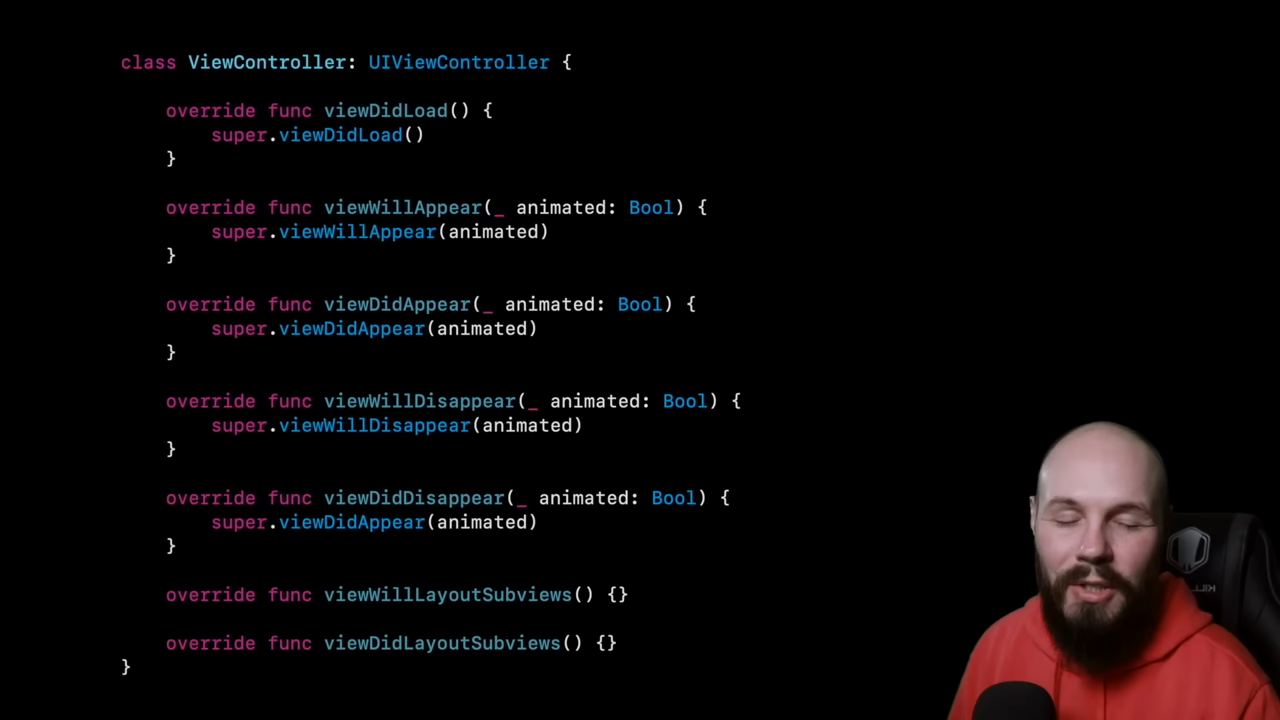 class ViewController: UIViewController {
override func viewDidLoad() {
super.viewDidLoad()
}
override func viewWillAppear(_ animated: Bool) {
super.viewWillAppear(animated)
}
override func viewDidAppear(_ animated: Bool) {
super.viewDidAppear(animated)
}
override func viewWillDisappear(_ animated: Bool) {
super.viewWillDisappear(animated)
}
override func viewDidDisappear(_ animated: Bool) {
super.viewDidAppear(animated)
}
override func viewWillLayoutSubviews() {}
override func viewDidLayoutSubviews() {}
}